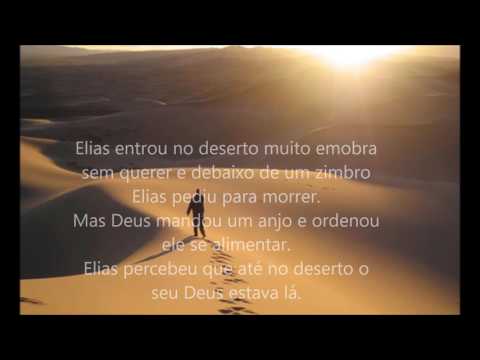 Elias entrou no deserto muito emobra
sem querer e debaixo de um zimbro
Elias pediu para morrer.
Mas Deus mandou um anjo e ordenou
ele se alimentar.
Elias percebeu que até no deserto o
seu Deus estava lá.